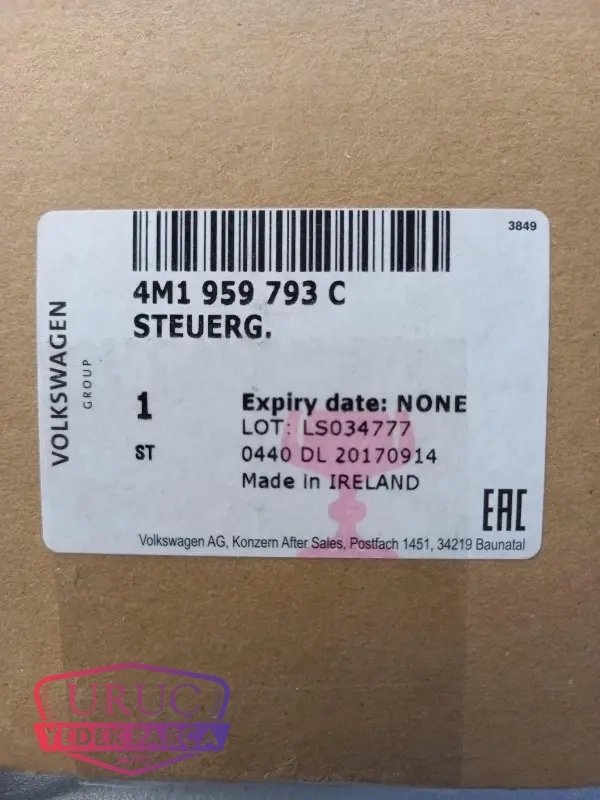 3849
4M1 959 793 C
STEUERG.
VOLKSWAGEN
GROUP
1
ST
Expiry date: NONE
LOT: LS034777
0440 DL 20170914
Made in IRELAND
EAC
Volkswagen AG, Konzern After Sales, Postfach 1451, 34219 Baunatal
URUC
YEDEK PARÇA